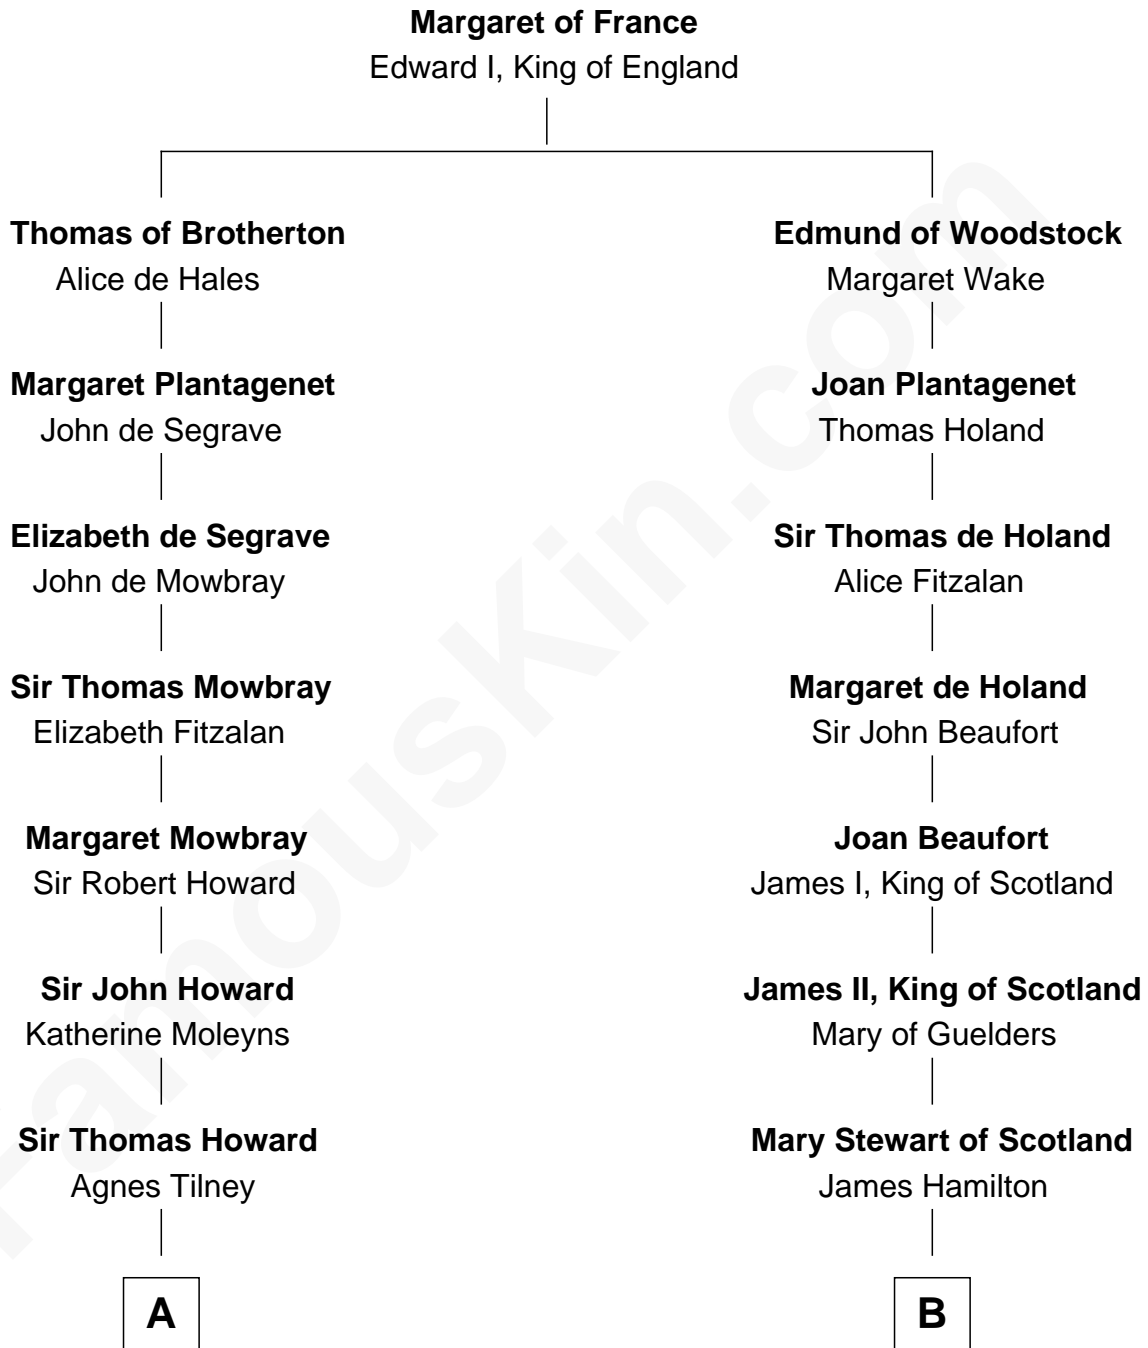 Margaret of France
Edward I, King of England
Thomas of Brotherton
Alice de Hales
Edmund of Woodstock
Margaret Wake
Margaret Plantagenet
John de Segrave
Joan Plantagenet
Thomas Holand
Elizabeth de Segrave
John de Mowbray
Sir Thomas de Holand
Alice Fitzalan
Sir Thomas Mowbray
Elizabeth Fitzalan
Margaret de Holand
Sir John Beaufort
Margaret Mowbray
Sir Robert Howard
Joan Beaufort
James I, King of Scotland
Sir John Howard
Katherine Moleyns
James II, King of Scotland
Mary of Guelders
Sir Thomas Howard
Agnes Tilney
Mary Stewart of Scotland
James Hamilton
A
B
FamousKin.com